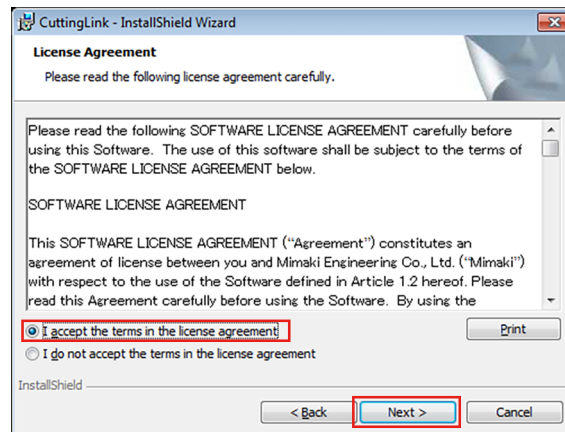 CuttingLink - InstallShield Wizard
License Agreement
Please read the following license agreement carefully.
Please read the following SOFTWARE LICENSE AGREEMENT carefully before
using this Software.  The use of this software shall be subject to the terms of
the SOFTWARE LICENSE AGREEMENT below.
SOFTWARE LICENSE AGREEMENT
This SOFTWARE LICENSE AGREEMENT (“Agreement”) constitutes an
agreement of license between you and Mimaki Engineering Co., Ltd. (“Mimaki”)
with respect to the use of the Software defined in Article 1.2 hereof. Please
read this Agreement carefully before using the Software.  By using the
I accept the terms in the license agreement
Print
I do not accept the terms in the license agreement
InstallShield
< Back
Next >
Cancel